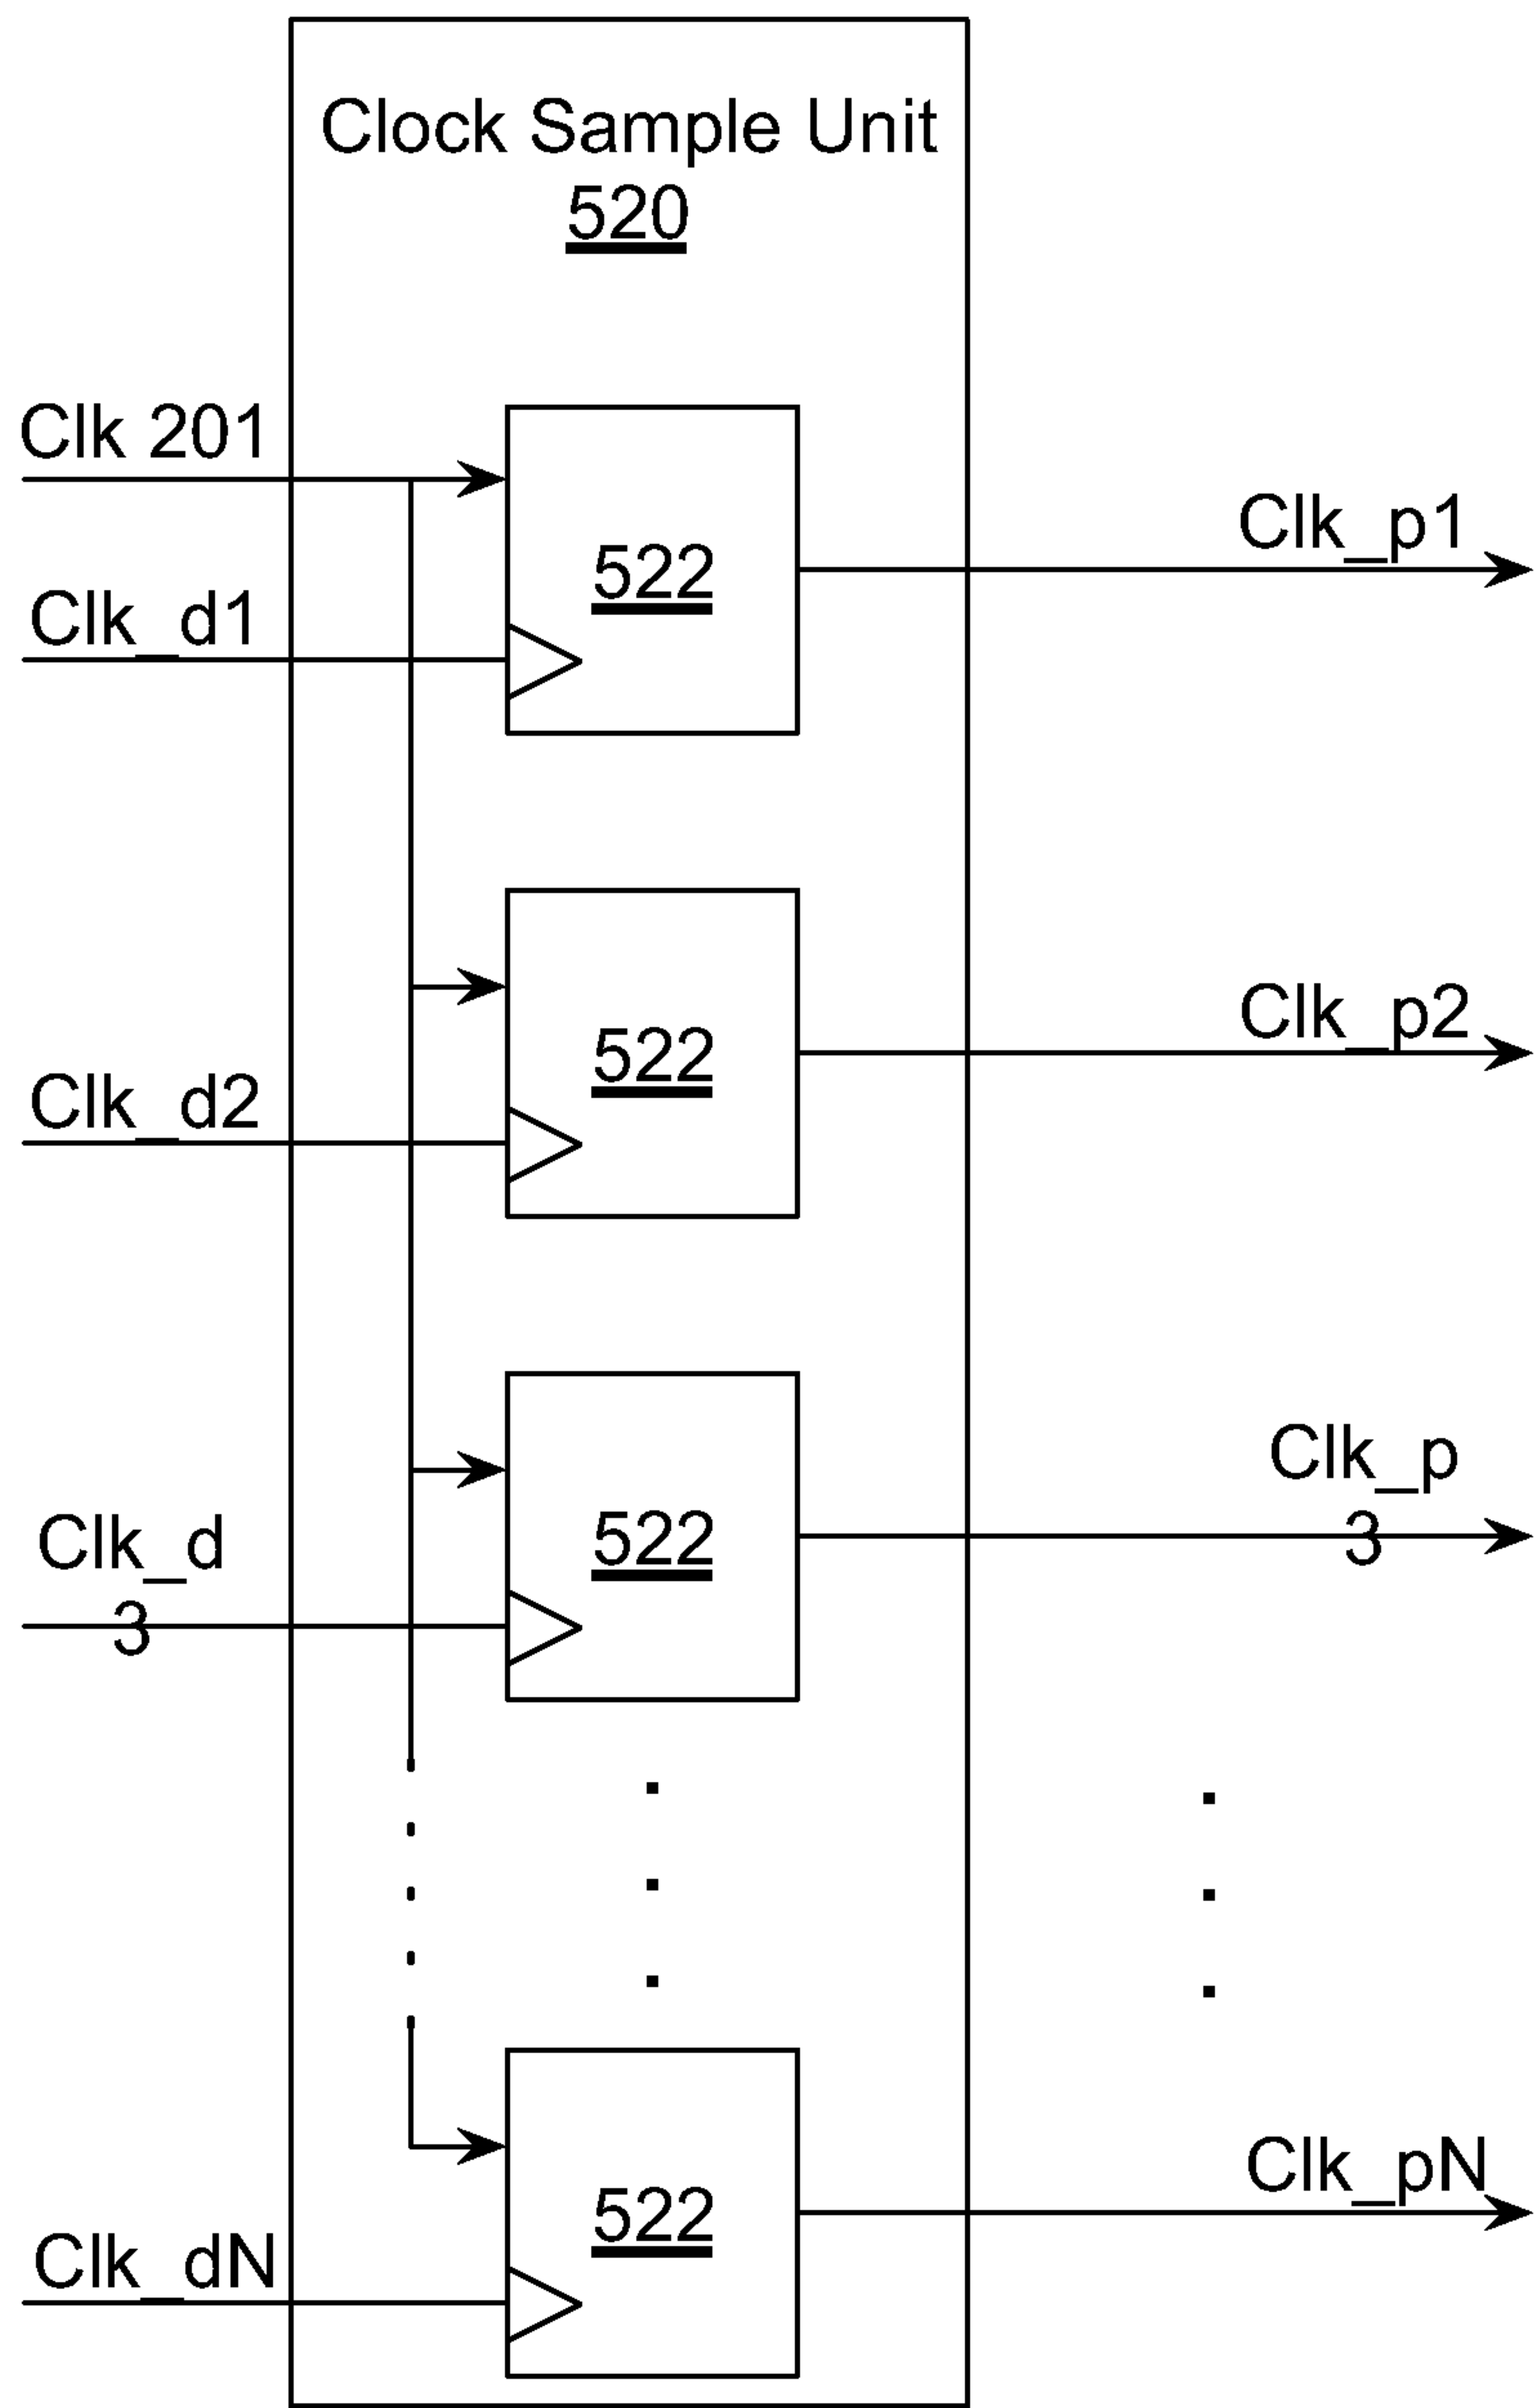 Clock Sample Unit
520
Clk 201
522
Clk_p1
Clk_d1
522
Clk_p2
Clk_d2
Clk_p
3
522
Clk_d
3
522
Clk_pN
Clk_dN